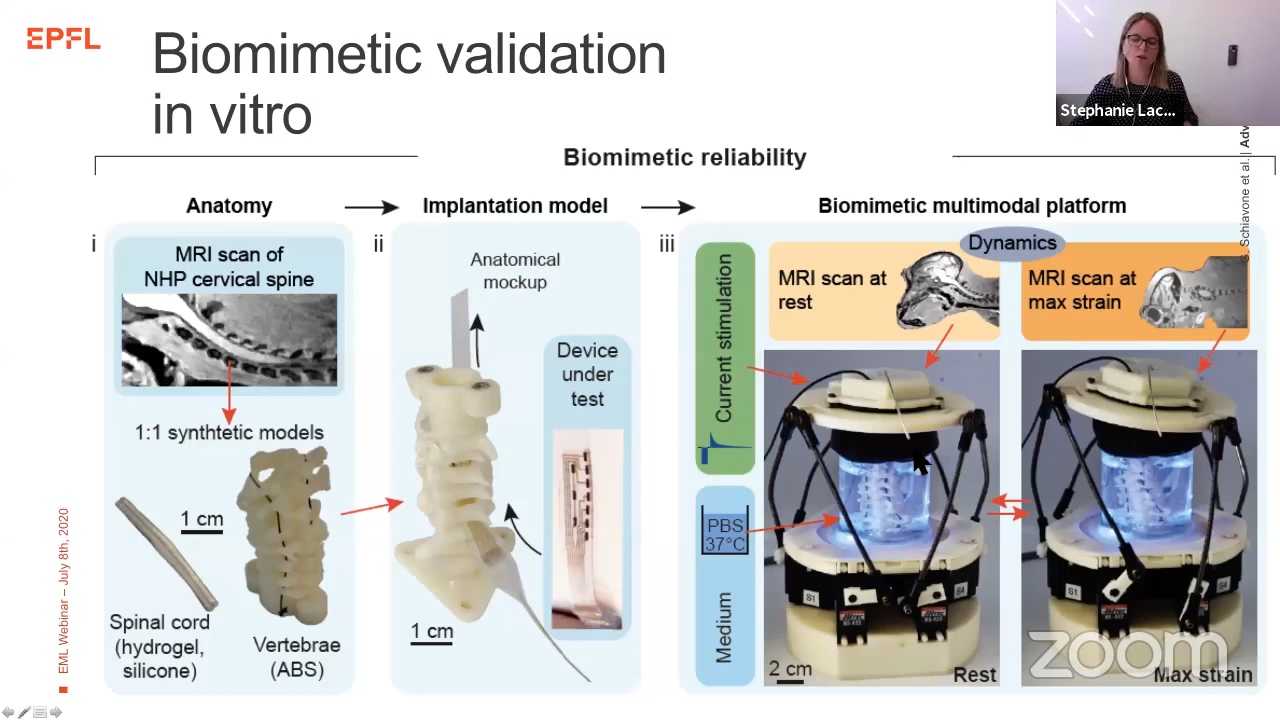 EPFL
Biomimetic validation
in vitro
Stephanie Lac...
Biomimetic reliability
Anatomy
Implantation model
Biomimetic multimodal platform
i
MRI scan of
NHP cervical spine
1:1 synthtetic models
1 cm
Spinal cord
(hydrogel,
silicone)
Vertebrae
(ABS)
ii
Anatomical
mockup
Device
under
test
1 cm
iii
Current stimulation
PBS
37°C
Medium
Dynamics
MRI scan at
rest
MRI scan at
max strain
S1
S1
S4
2 cm
Rest
Max strain
zoom
EML Webinar – July 8th, 2020
Schiavone et al. | Adv